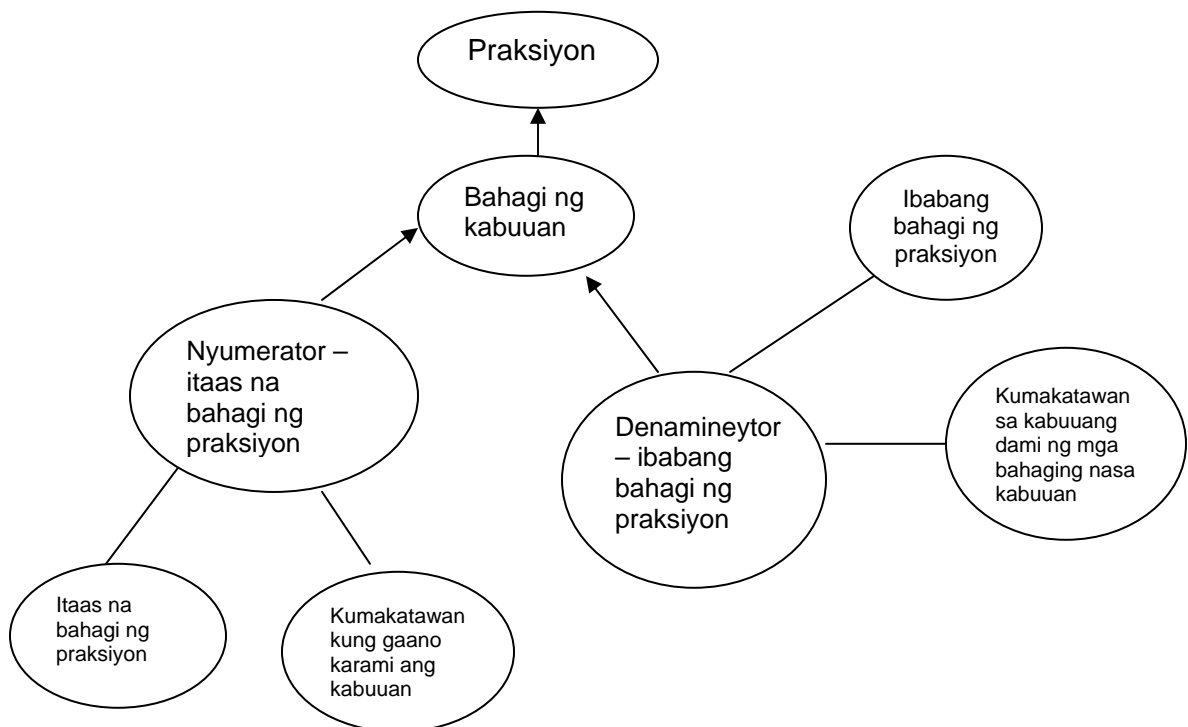 Praksiyon
Bahagi ng
kabuuan
Ibabang
bahagi ng
praksiyon
Nyumerator –
itaas na
bahagi ng
praksiyon
Denamineytor
– ibabang
bahagi ng
praksiyon
Kumakatawan
sa kabuuang
dami ng mga
bahaging nasa
kabuuan
Itaas na
bahagi ng
praksiyon
Kumakatawan
kung gaano
karami ang
kabuuan